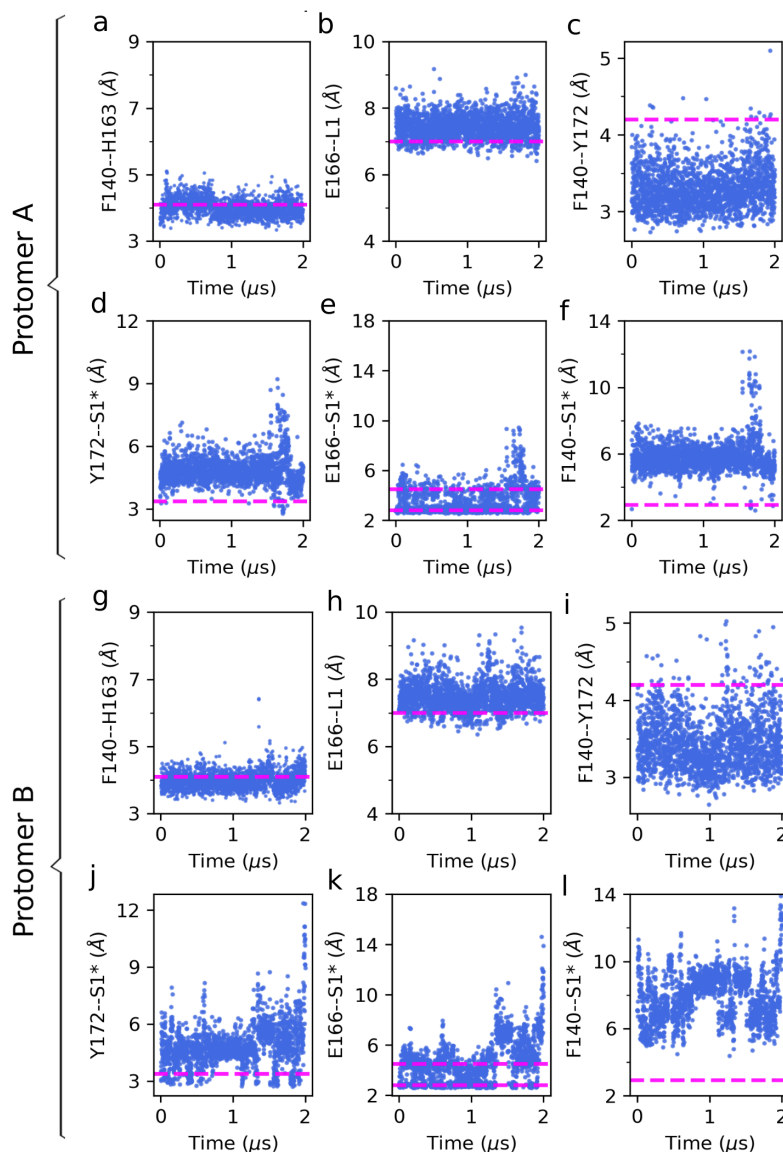 Protomer A
a
F140--H163 (Å)
9
7
5
3
0 1 2
Time (μs)
b
E166--L1 (Å)
10
8
6
4
0 1 2
Time (μs)
c
F140--Y172 (Å)
5
4
3
0 1 2
Time (μs)
d
Y172--S1* (Å)
12
9
6
3
0 1 2
Time (μs)
e
E166--S1* (Å)
18
14
10
6
2
0 1 2
Time (μs)
f
F140--S1* (Å)
14
10
6
2
0 1 2
Time (μs)
Protomer B
g
F140--H163 (Å)
9
7
5
3
0 1 2
Time (μs)
h
E166--L1 (Å)
10
8
6
4
0 1 2
Time (μs)
i
F140--Y172 (Å)
5
4
3
0 1 2
Time (μs)
j
Y172--S1* (Å)
12
9
6
3
0 1 2
Time (μs)
k
E166--S1* (Å)
18
14
10
6
2
0 1 2
Time (μs)
l
F140--S1* (Å)
14
10
6
2
0 1 2
Time (μs)